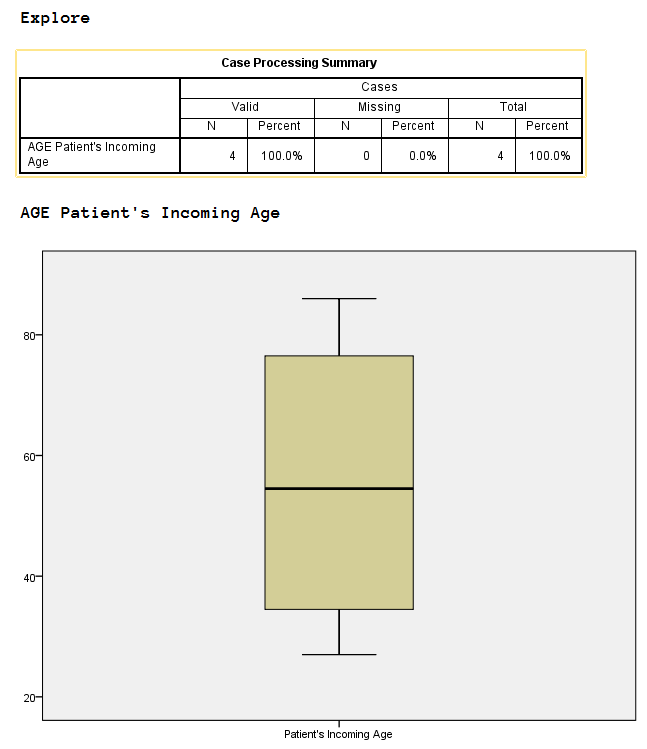 Explore
Case Processing Summary
Cases
Valid Missing Total
N Percent N Percent N Percent
AGE Patient's Incoming
Age
4 100.0% 0 0.0% 4 100.0%
AGE Patient's Incoming Age
80
60
40
20
Patient's Incoming Age